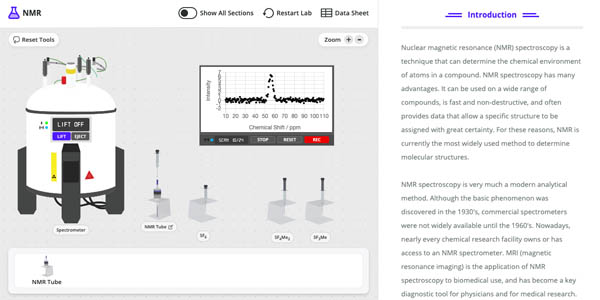 NMR
Show All Sections
Restart Lab
Data Sheet
Reset Tools
Zoom
Intensity
10 20 30 40 50 60 70 80 90 100 110
Chemical Shift / ppm
STOP
RESET
REC
LIFT OFF
LIFT
EJECT
Spectrometer
NMR Tube
SF₄
SF₄Me₂
SF₃Me
NMR Tube
Introduction
Nuclear magnetic resonance (NMR) spectroscopy is a
technique that can determine the chemical environment
of atoms in a compound. NMR spectroscopy has many
advantages. It can be used on a wide range of
compounds, is fast and non-destructive, and often
provides data that allow a specific structure to be
assigned with great certainty. For these reasons, NMR is
currently the most widely used method to determine
molecular structures.
NMR spectroscopy is very much a modern analytical
method. Although the basic phenomenon was
discovered in the 1930's, commercial spectrometers
were not widely available until the 1960's. Nowadays,
nearly every chemical research facility owns or has
access to an NMR spectrometer. MRI (magnetic
resonance imaging) is the application of NMR
spectroscopy to biomedical use, and has become a key
diagnostic tool for physicians and for medical research.